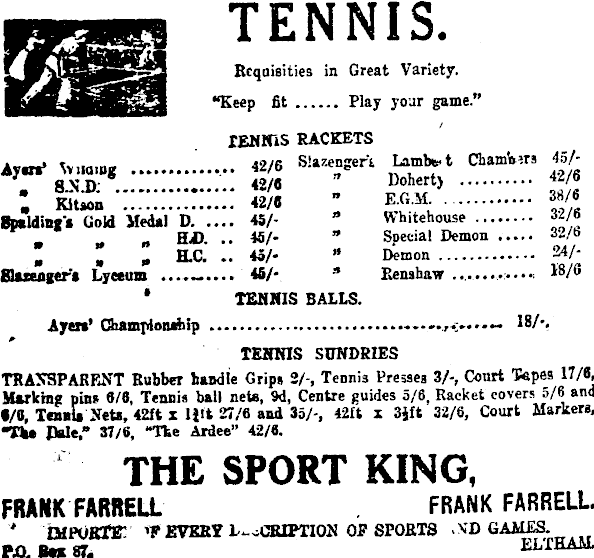 TENNIS.
Requisities in Great Variety.
"Keep fit ...... Play your game."
TENNIS RACKETS
Ayers' Wilding .............. 42/6
„ S.N.D. ................ 42/6
„ Kitson ................ 42/6
Spalding's Gold Medal D. .... 45/-
„ „ „ H.D. .. 45/-
„ „ „ H.C. .. 45/-
Slazenger's Lyceum .......... 45/-
Slazenger's Lambert Chambers 45/-
" Doherty .......... 42/6
" E.G.M. ............ 38/6
" Whitehouse ........ 32/6
" Special Demon ..... 32/6
" Demon ............. 24/-
" Renshaw ........... 18/6
TENNIS BALLS.
Ayers' Championship ........................................ 18/-.
TENNIS SUNDRIES
TRANSPARENT Rubber handle Grips 2/-, Tennis Presses 3/-, Court Tapes 17/6,
Marking pins 6/6, Tennis ball nets, 9d, Centre guides 5/6, Racket covers 5/6 and
6/6, Tennis Nets, 42ft x ft 27/6 and 35/-, 42ft x 3½ft 32/6, Court Markers,
"The Dale," 37/6, "The Ardee" 42/6.
THE SPORT KING,
FRANK FARRELL FRANK FARRELL.
IMPORTER OF EVERY DESCRIPTION OF SPORTS AND GAMES.
P.O. Box 87. ELTHAM.